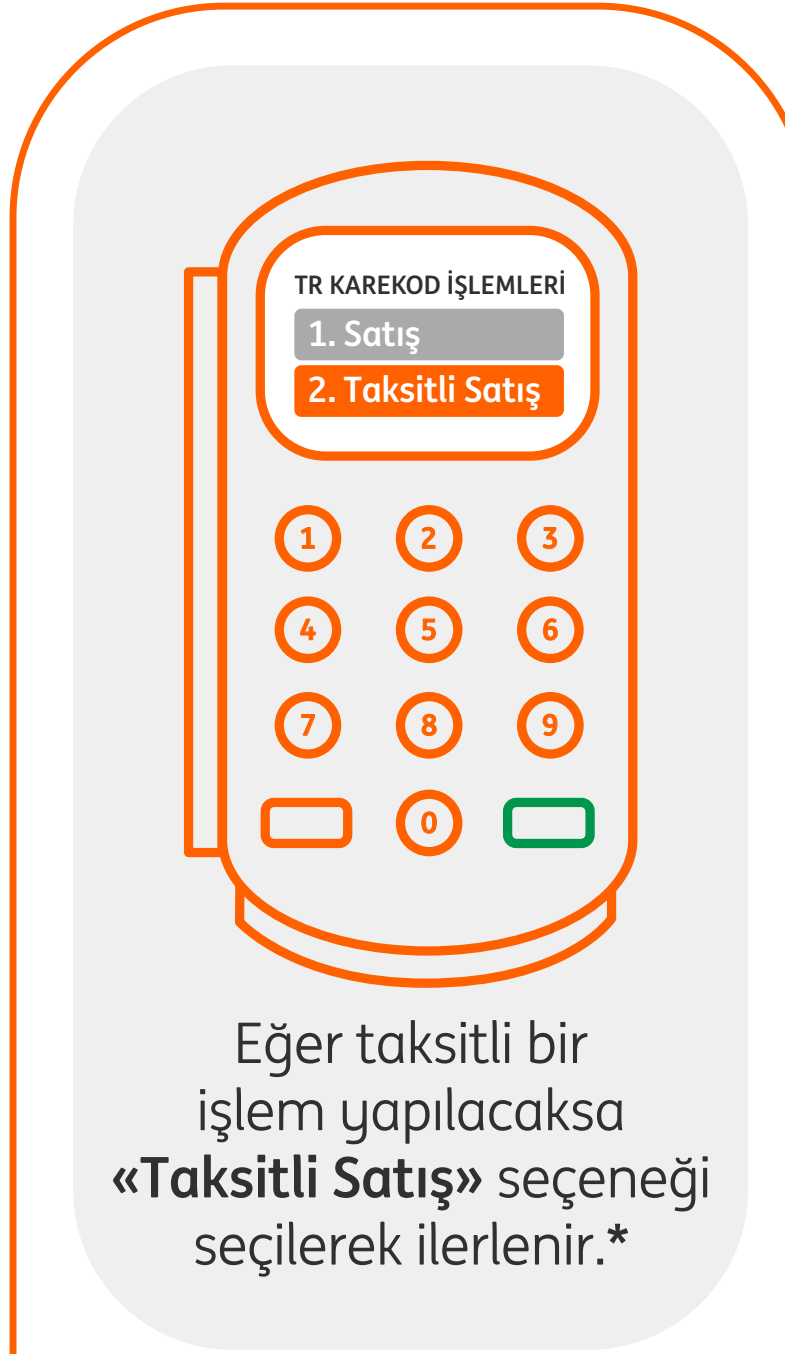 TR KAREKOD İŞLEMLERİ
1. Satış
2. Taksitli Satış
1 2 3
4 5 6
7 8 9
0
Eğer taksitli bir
işlem yapılacaksa
«Taksitli Satış» seçeneği
seçilerek ilerlenir.*